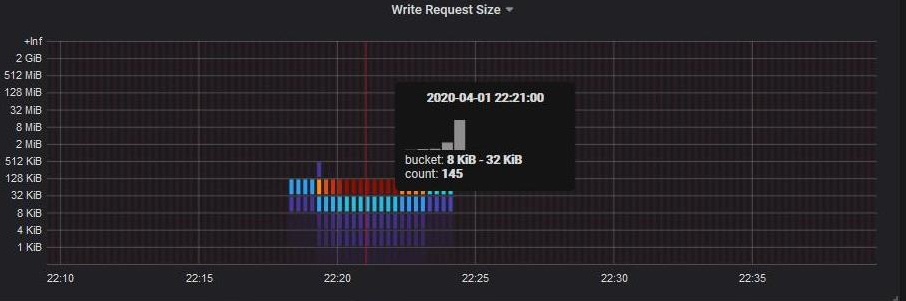 Write Request Size
+Inf
2 GiB
512 MiB
128 MiB
32 MiB
8 MiB
2 MiB
512 KiB
128 KiB
32 KiB
8 KiB
4 KiB
1 KiB
2020-04-01 22:21:00
bucket: 8 KiB - 32 KiB
count: 145
22:10 22:15 22:20 22:25 22:30 22:35